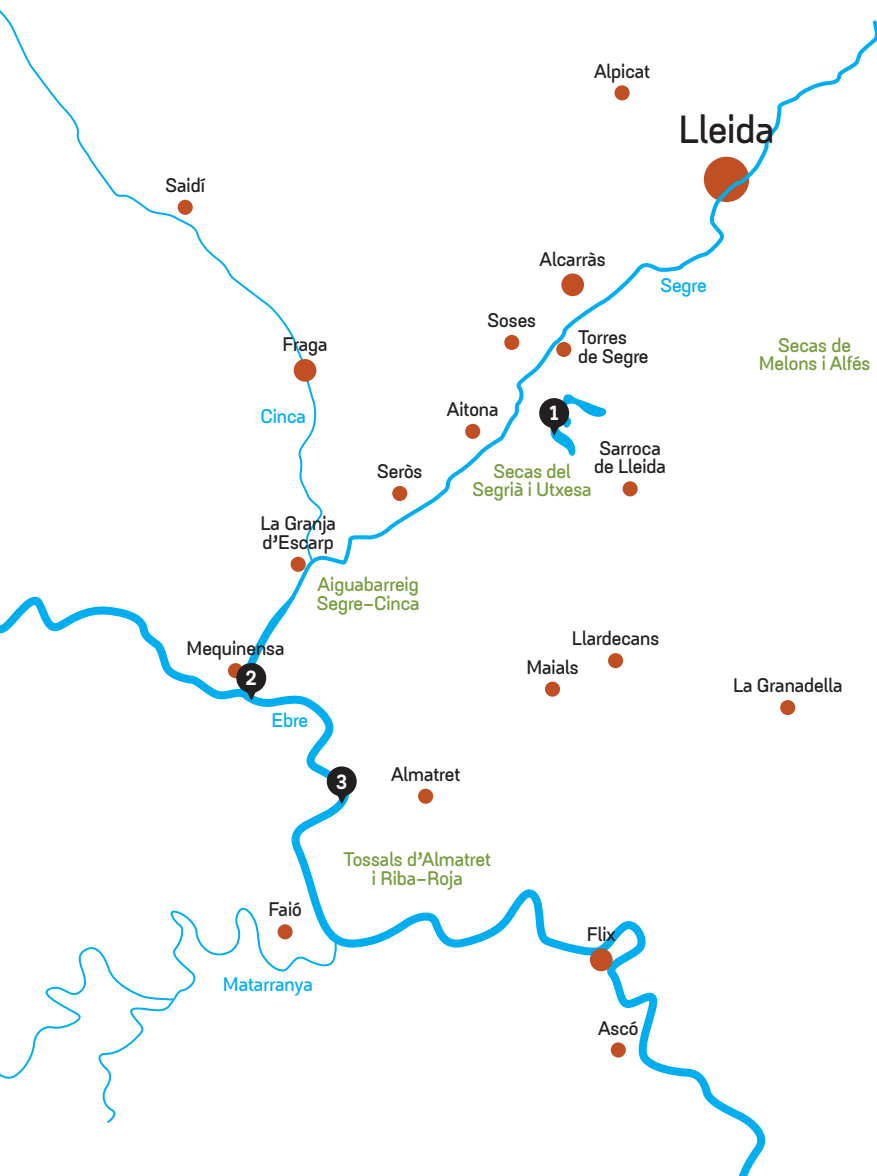 Alpicat
Lleida
Saidí
Alcarràs
Segre
Soses
Torres
de Segre
Fraga
Secas de
Melons i Alfés
Cinca
Aitona
1
Sarroca
de Lleida
Secas del
Segrià i Utxesa
Seròs
La Granja
d'Escarp
Aiguabarreig
Segre-Cinca
Mequinensa
2
Llardecans
Maials
La Granadella
Ebre
3
Almatret
Tossals d'Almatret
i Riba-Roja
Faió
Flix
Matarranya
Ascó